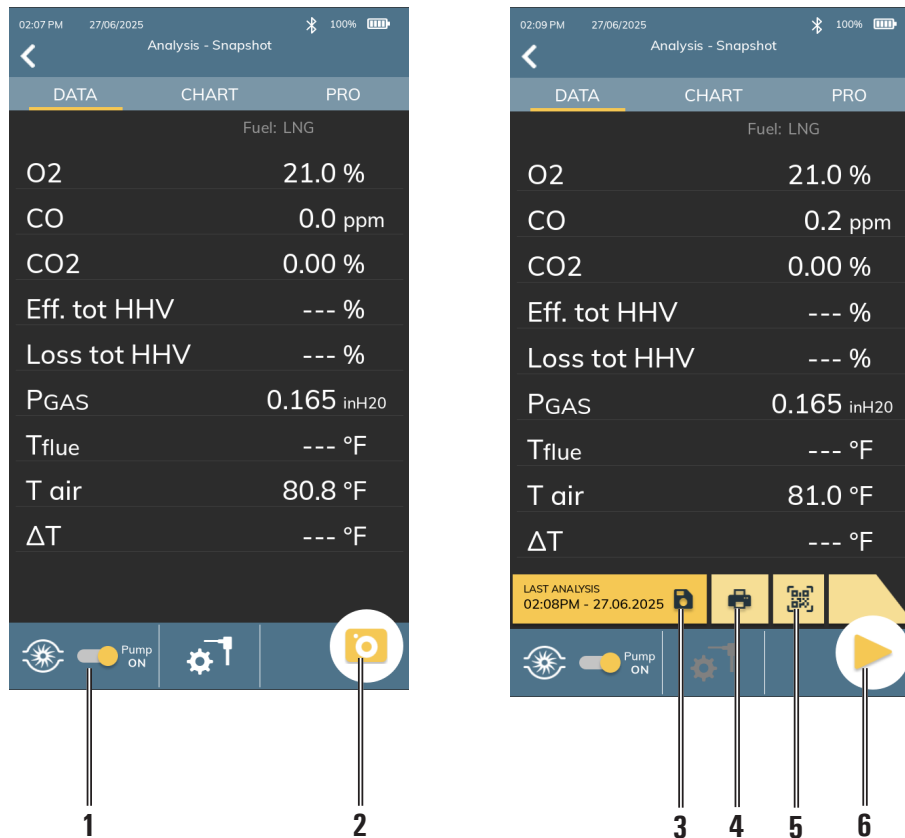 02:07 PM 27/06/2025 100%
Analysis - Snapshot
DATA CHART PRO
Fuel: LNG
O2 21.0 %
CO 0.0 ppm
CO2 0.00 %
Eff. tot HHV --- %
Loss tot HHV --- %
PGAS 0.165 inH20
Tflue --- °F
T air 80.8 °F
ΔT --- °F
Pump
ON
1 2
02:09 PM 27/06/2025 100%
Analysis - Snapshot
DATA CHART PRO
Fuel: LNG
O2 21.0 %
CO 0.2 ppm
CO2 0.00 %
Eff. tot HHV --- %
Loss tot HHV --- %
PGAS 0.165 inH20
Tflue --- °F
T air 81.0 °F
ΔT --- °F
LAST ANALYSIS
02:08PM - 27.06.2025
Pump
ON
3 4 5 6